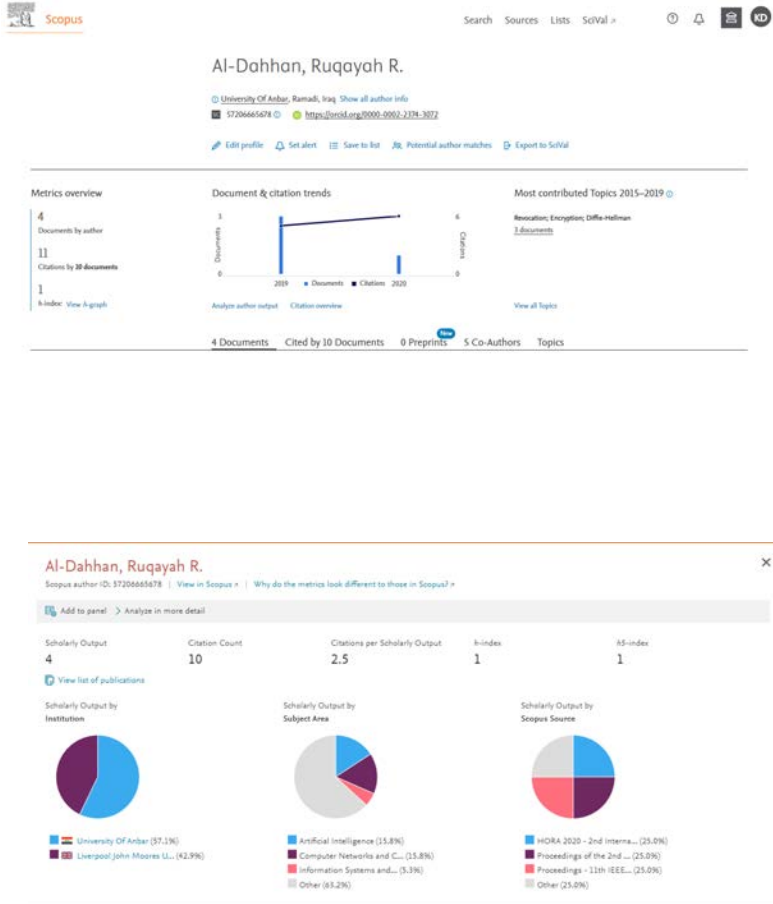 Scopus
Search Sources Lists SciVal ↗
KD
Al-Dahhan, Ruqayah R.
University Of Anbar, Ramadi, Iraq Show all author info
57206665678 https://orcid.org/0000-0002-2374-3072
Edit profile Set alert Save to list Potential author matches Export to SciVal
Metrics overview
4
Documents by author
11
Citations by 10 documents
1
h-index: View h-graph
Document & citation trends
3
Documents
0
6
Citations
0
2019 Documents Citations 2020
Analyze author output Citation overview
Most contributed Topics 2015–2019
Revocation; Encryption; Diffie-Hellman
3 documents
View all Topics
New
4 Documents Cited by 10 Documents 0 Preprints 5 Co-Authors Topics
Al-Dahhan, Ruqayah R.
Scopus author ID: 57206665678 | View in Scopus ↗ | Why do the metrics look different to those in Scopus? ↗
Add to panel > Analyze in more detail
Scholarly Output
4
View list of publications
Citation Count
10
Citations per Scholarly Output
2.5
h-index
1
h5-index
1
Scholarly Output by
Institution
University Of Anbar (57.1%)
Liverpool John Moores U... (42.9%)
Scholarly Output by
Subject Area
Artificial Intelligence (15.8%)
Computer Networks and C... (15.8%)
Information Systems and... (5.3%)
Other (63.2%)
Scholarly Output by
Scopus Source
HORA 2020 - 2nd Interna... (25.0%)
Proceedings of the 2nd ... (25.0%)
Proceedings - 11th IEEE... (25.0%)
Other (25.0%)